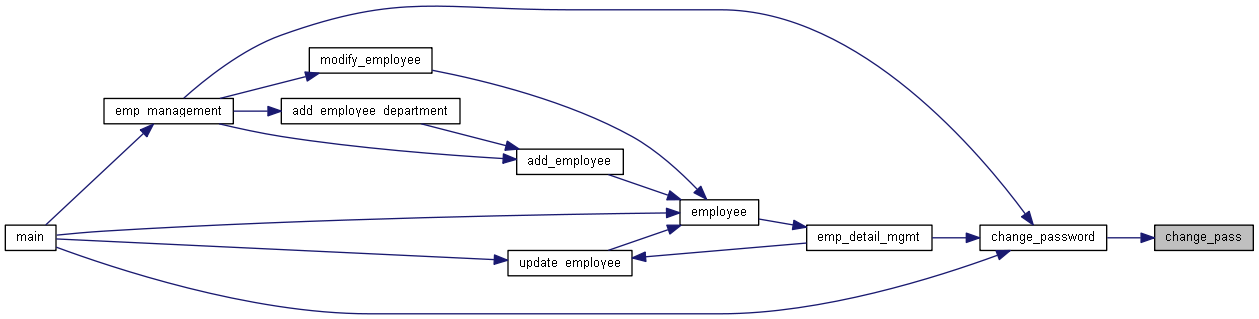 modify_employee
emp_management
add_employee_department
add_employee
employee
main
emp_detail_mgmt
change_password
change_pass
update_employee